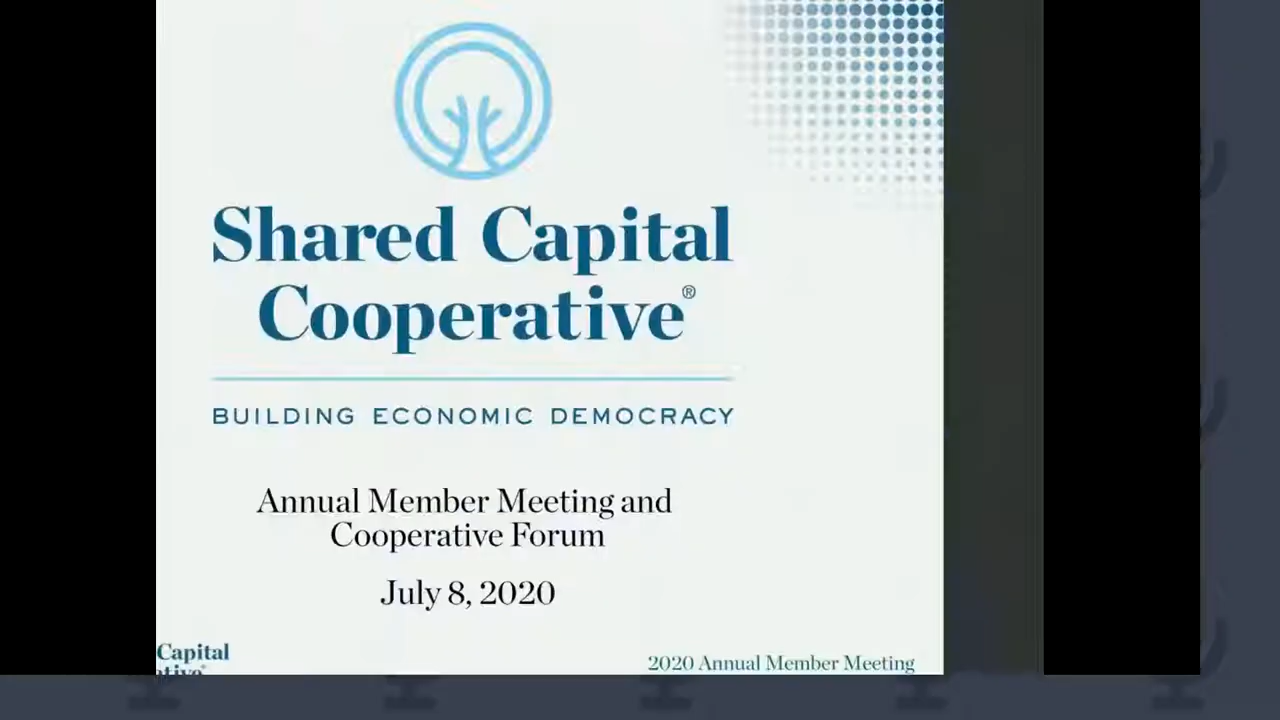 Shared Capital
Cooperative®
BUILDING ECONOMIC DEMOCRACY
Annual Member Meeting and
Cooperative Forum
July 8, 2020
Capital
ative®
2020 Annual Member Meeting